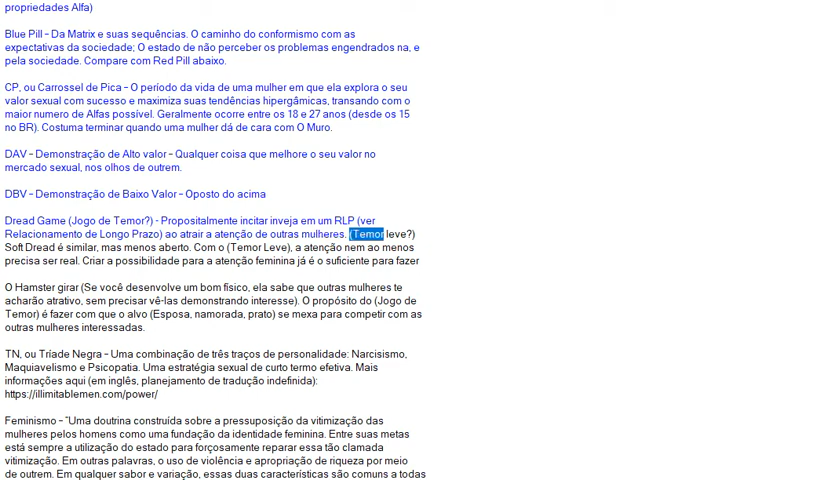 propriedades Alfa)
Blue Pill – Da Matrix e suas sequências. O caminho do conformismo com as
expectativas da sociedade; O estado de não perceber os problemas engendrados na, e
pela sociedade. Compare com Red Pill abaixo.
CP, ou Carrossel de Pica – O período da vida de uma mulher em que ela explora o seu
valor sexual com sucesso e maximiza suas tendências hipergâmicas, transando com o
maior numero de Alfas possível. Geralmente ocorre entre os 18 e 27 anos (desde os 15
no BR). Costuma terminar quando uma mulher dá de cara com O Muro.
DAV – Demonstração de Alto valor – Qualquer coisa que melhore o seu valor no
mercado sexual, nos olhos de outrem.
DBV – Demonstração de Baixo Valor – Oposto do acima
Dread Game (Jogo de Temor?) - Propositalmente incitar inveja em um RLP (ver
Relacionamento de Longo Prazo) ao atrair a atenção de outras mulheres. (Temor leve?)
Soft Dread é similar, mas menos aberto. Com o (Temor Leve), a atenção nem ao menos
precisa ser real. Criar a possibilidade para a atenção feminina já é o suficiente para fazer
O Hamster girar (Se você desenvolve um bom físico, ela sabe que outras mulheres te
acharão atrativo, sem precisar vê-las demonstrando interesse). O propósito do (Jogo de
Temor) é fazer com que o alvo (Esposa, namorada, prato) se mexa para competir com as
outras mulheres interessadas.
TN, ou Tríade Negra – Uma combinação de três traços de personalidade: Narcisismo,
Maquiavelismo e Psicopatia. Uma estratégia sexual de curto termo efetiva. Mais
informações aqui (em inglês, planejamento de tradução indefinida):
https://illimitablemen.com/power/
Feminismo – "Uma doutrina construída sobre a pressuposição da vitimização das
mulheres pelos homens como uma fundação da identidade feminina. Entre suas metas
está sempre a utilização do estado para forçosamente reparar essa tão clamada
vitimização. Em outras palavras, o uso de violência e apropriação de riqueza por meio
de outrem. Em qualquer sabor e variação, essas duas características são comuns a todas